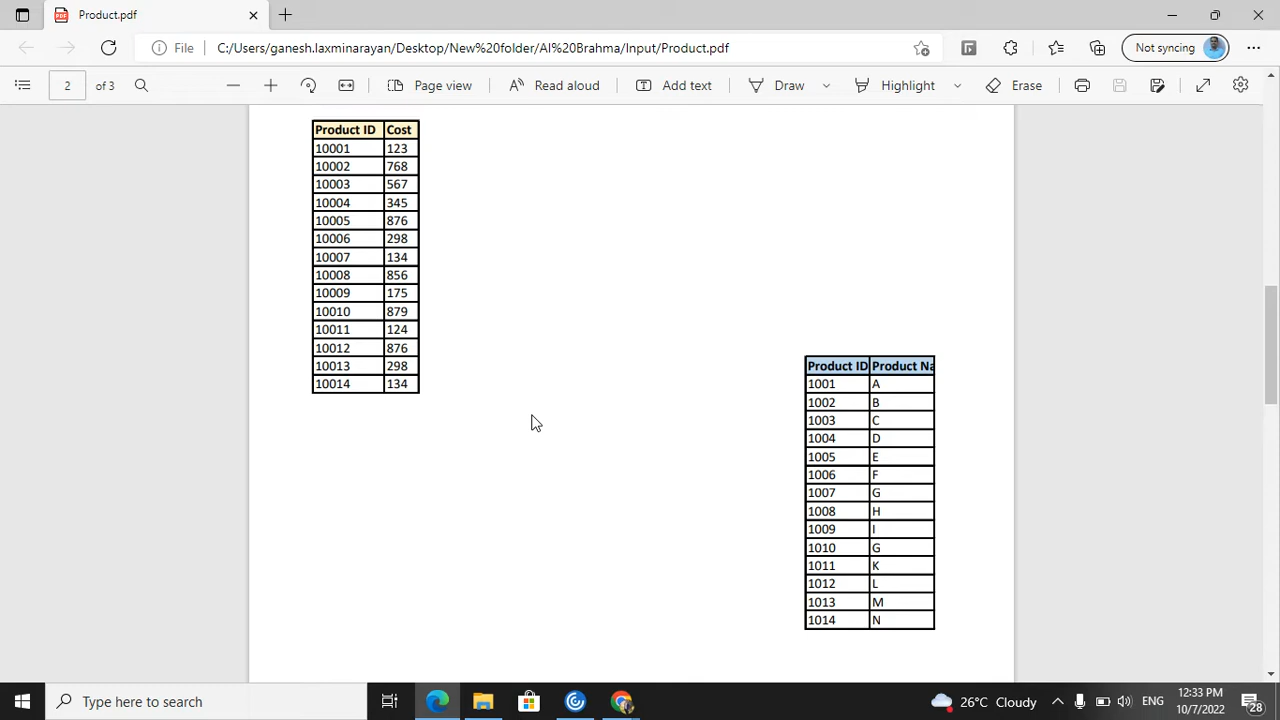 Product.pdf
File
C:/Users/ganesh.laxminarayan/Desktop/New%20folder/AI%20Brahma/Input/Product.pdf
Not syncing
2 of 3
Page view
Read aloud
Add text
Draw
Highlight
Erase
Product ID Cost
10001 123
10002 768
10003 567
10004 345
10005 876
10006 298
10007 134
10008 856
10009 175
10010 879
10011 124
10012 876
10013 298
10014 134
Product ID Product Na
1001 A
1002 B
1003 C
1004 D
1005 E
1006 F
1007 G
1008 H
1009 I
1010 G
1011 K
1012 L
1013 M
1014 N
Type here to search
26°C Cloudy
ENG
12:33 PM
10/7/2022
28